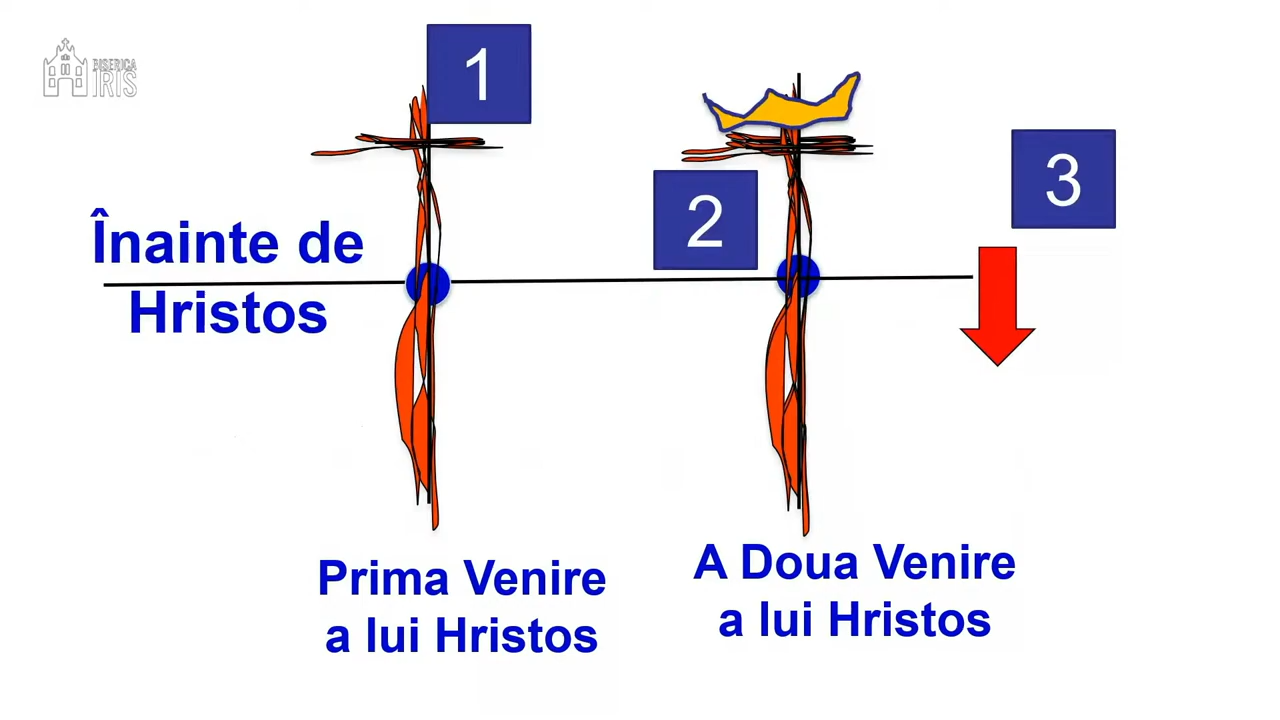 BISERICA
IRIS
1
2
3
Înainte de
Hristos
Prima Venire
a lui Hristos
A Doua Venire
a lui Hristos